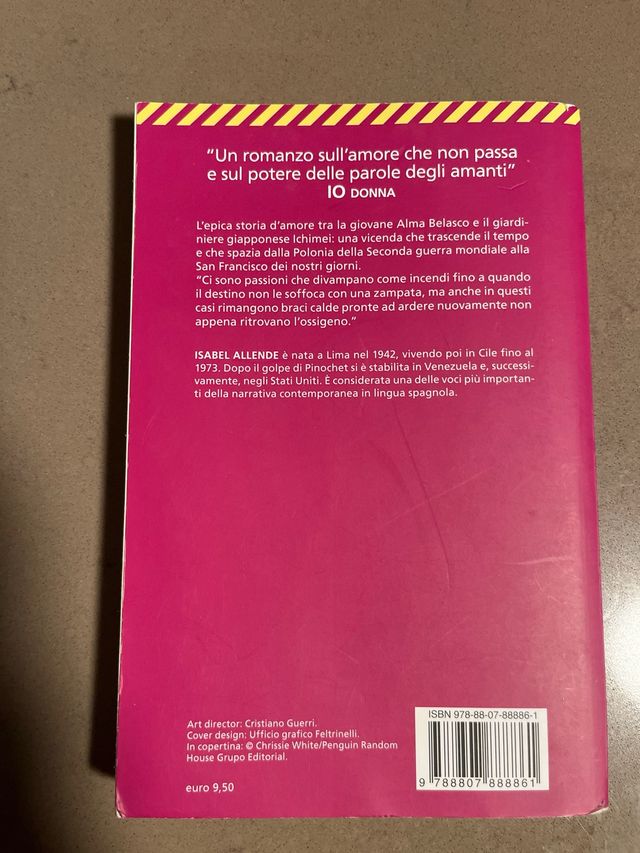 “Un romanzo sull'amore che non passa
e sul potere delle parole degli amanti”
IO DONNA
L'epica storia d'amore tra la giovane Alma Belasco e il giardi-
niere giapponese Ichimei: una vicenda che trascende il tempo
e che spazia dalla Polonia della Seconda guerra mondiale alla
San Francisco dei nostri giorni.
“Ci sono passioni che divampano come incendi fino a quando
il destino non le soffoca con una zampata, ma anche in questi
casi rimangono braci calde pronte ad ardere nuovamente non
appena ritrovano l'ossigeno.”
ISABEL ALLENDE è nata a Lima nel 1942, vivendo poi in Cile fino al
1973. Dopo il golpe di Pinochet si è stabilita in Venezuela e, successi-
vamente, negli Stati Uniti. È considerata una delle voci più importan-
ti della narrativa contemporanea in lingua spagnola.
Art director: Cristiano Guerri.
Cover design: Ufficio grafico Feltrinelli.
In copertina: © Chrissie White/Penguin Random
House Grupo Editorial.
euro 9,50
ISBN 978-88-07-88886-1
9 788807 888861